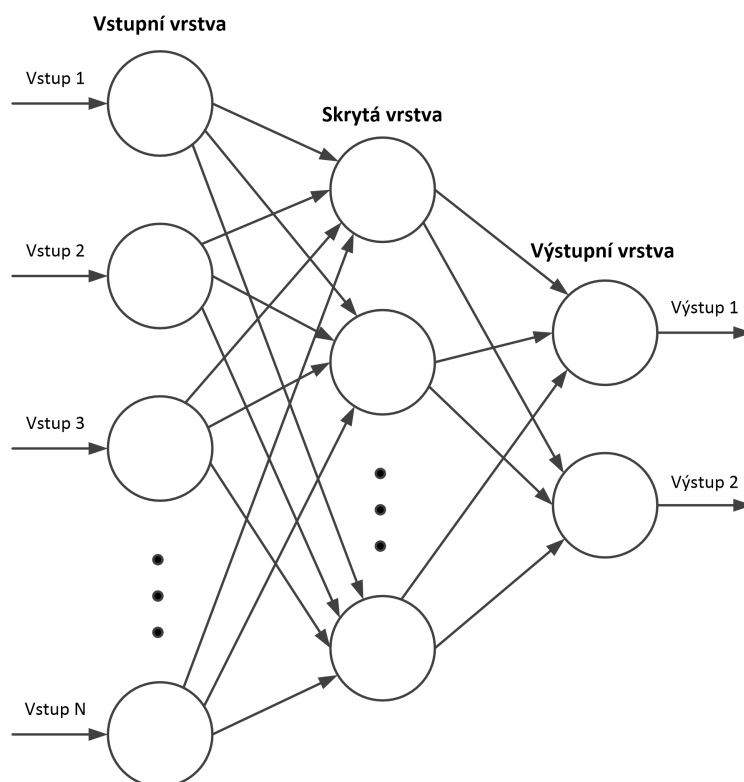 Vstupní vrstva
Vstup 1
Skrytá vrstva
Vstup 2
Výstupní vrstva
Výstup 1
Vstup 3
Výstup 2
Vstup N